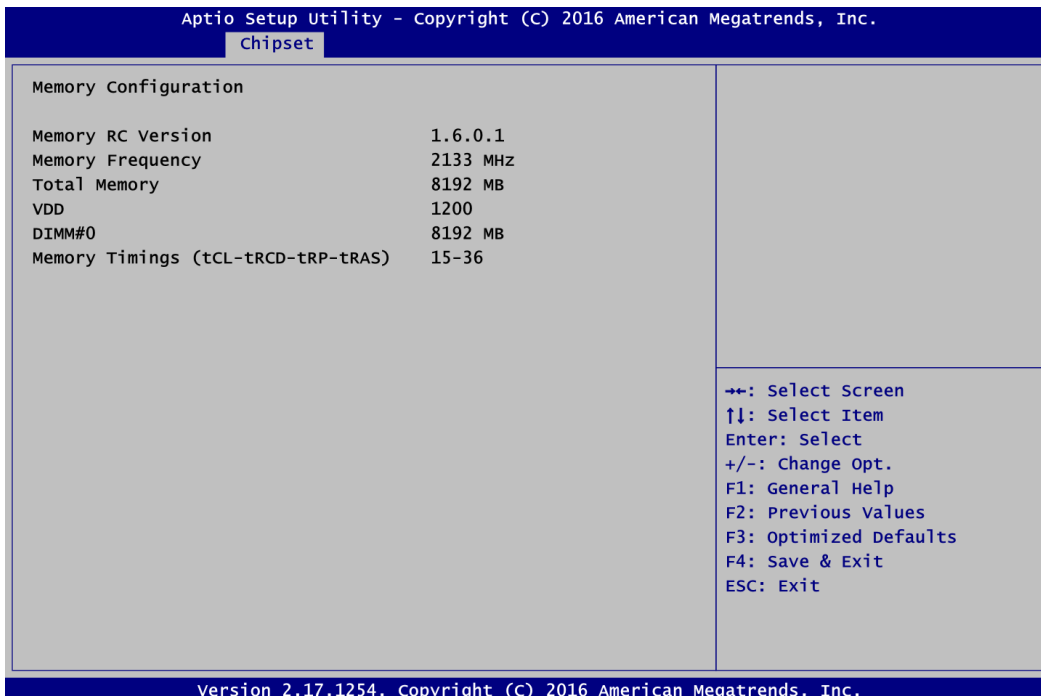 Aptio Setup Utility - Copyright (C) 2016 American Megatrends, Inc.
Chipset
Memory Configuration
Memory RC Version 1.6.0.1
Memory Frequency 2133 MHz
Total Memory 8192 MB
VDD 1200
DIMM#0 8192 MB
Memory Timings (tCL-tRCD-tRP-tRAS) 15-36
→←: Select Screen
↑↓: Select Item
Enter: Select
+/-: Change Opt.
F1: General Help
F2: Previous Values
F3: Optimized Defaults
F4: Save & Exit
ESC: Exit
Version 2.17.1254. Copyright (C) 2016 American Megatrends, Inc.